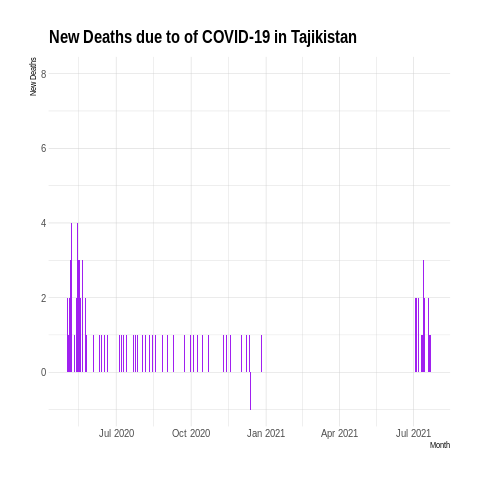 New Deaths due to of COVID-19 in Tajikistan
New Deaths
8
6
4
2
0
Jul 2020 Oct 2020 Jan 2021 Apr 2021 Jul 2021
Month